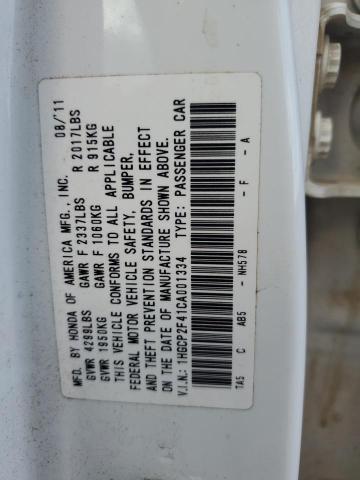 MFD. BY HONDA OF AMERICA MFG., INC. 08/'11
GVWR 4299LBS GAWR F 2337LBS R 2017LBS
GVWR 1950KG GAWR F 1060KG R 915KG
THIS VEHICLE CONFORMS TO ALL APPLICABLE
FEDERAL MOTOR VEHICLE SAFETY, BUMPER,
AND THEFT PREVENTION STANDARDS IN EFFECT
ON THE DATE OF MANUFACTURE SHOWN ABOVE.
V.I.N.: 1HGCP2F41CA001334 TYPE: PASSENGER CAR
TA5 C AB5 - NH578 - F - A